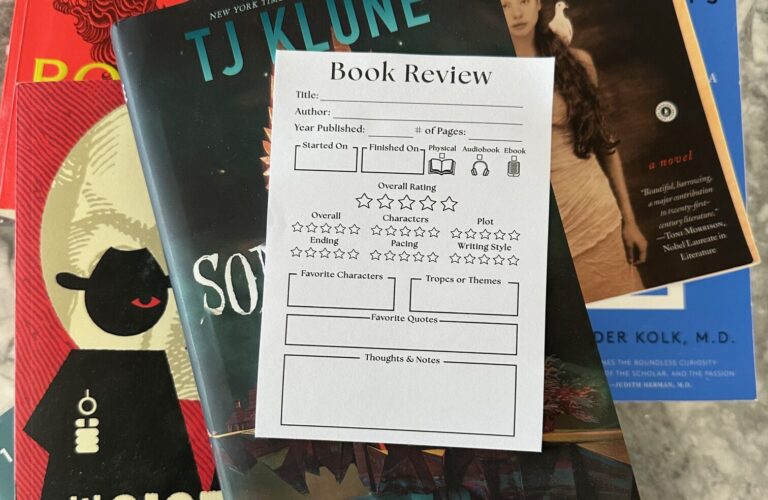 NEW YORK TIM
TJ KLUNE
SO
Book Review
Title:
Author:
Year Published: # of Pages:
Started On
Finished On
Physical
Audiobook
Ebook
Overall Rating
Overall
Characters
Plot
Ending
Pacing
Writing Style
Favorite Characters
Tropes or Themes
Favorite Quotes
Thoughts & Notes
a novel
"Beautiful, harrowing,
a major contribution
to twenty-first-
century literature."
—TONI MORRISON,
Nobel Laureate in
Literature
DER KOLK, M.D.
NES THE BOUNDLESS CURIOSITY
OF THE SCHOLAR, AND THE PASSION
—JUDITH HERMAN, M.D.